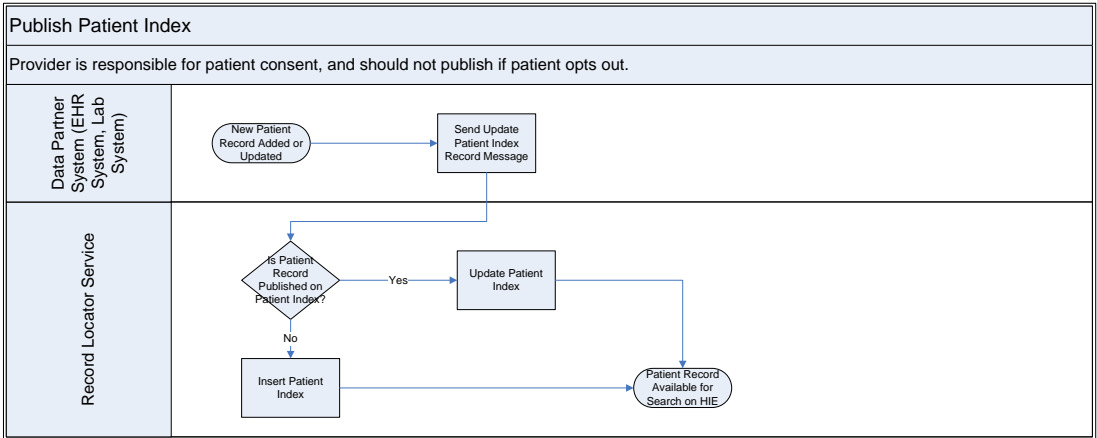 Publish Patient Index
Provider is responsible for patient consent, and should not publish if patient opts out.
Data Partner
System (EHR
System, Lab
System)
New Patient
Record Added or
Updated
Send Update
Patient Index
Record Message
Record Locator Service
Is Patient
Record
Published on
Patient Index?
Yes
Update Patient
Index
No
Insert Patient
Index
Patient Record
Available for
Search on HIE